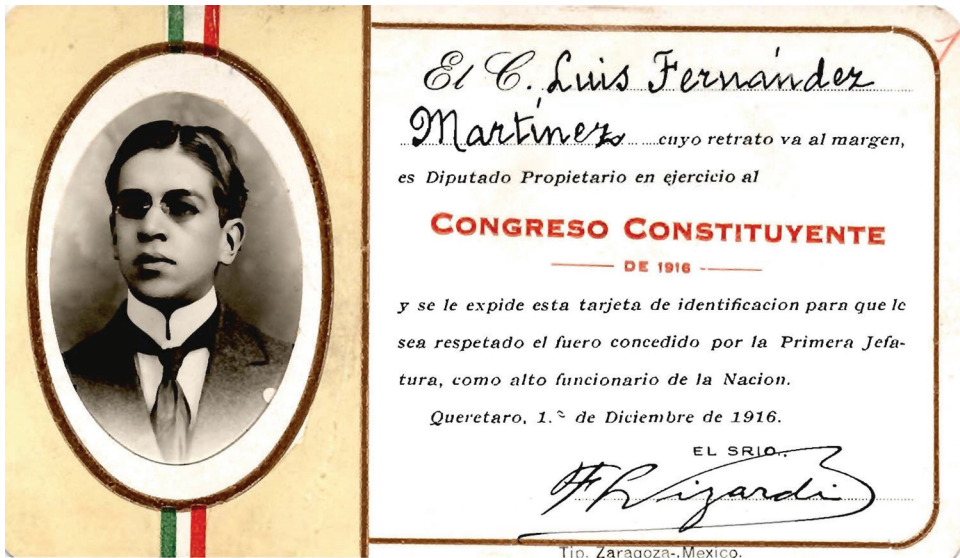 El C. Luis Fernández
Martínez cuyo retrato va al margen,
es Diputado Propietario en ejercicio al
CONGRESO CONSTITUYENTE
DE 1916
y se le expide esta tarjeta de identificacion para que le
sea respetado el fuero concedido por la Primera Jefa-
tura, como alto funcionario de la Nacion.
Queretaro, 1.º de Diciembre de 1916.
EL SRIO.
F Lizardi
Tip. Zaragoza-.Mexico.